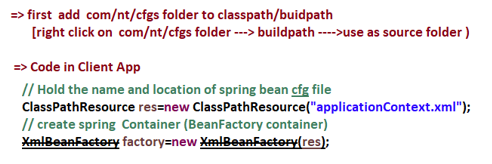 => first add com/nt/cfgs folder to classpath/buidpath
[right click on com/nt/cfgs folder ---> buildpath ---->use as source folder )
=> Code in Client App
// Hold the name and location of spring bean cfg file
ClassPathResource res=new ClassPathResource("applicationContext.xml");
// create spring Container (BeanFactory container)
XmlBeanFactory factory=new XmlBeanFactory(res);